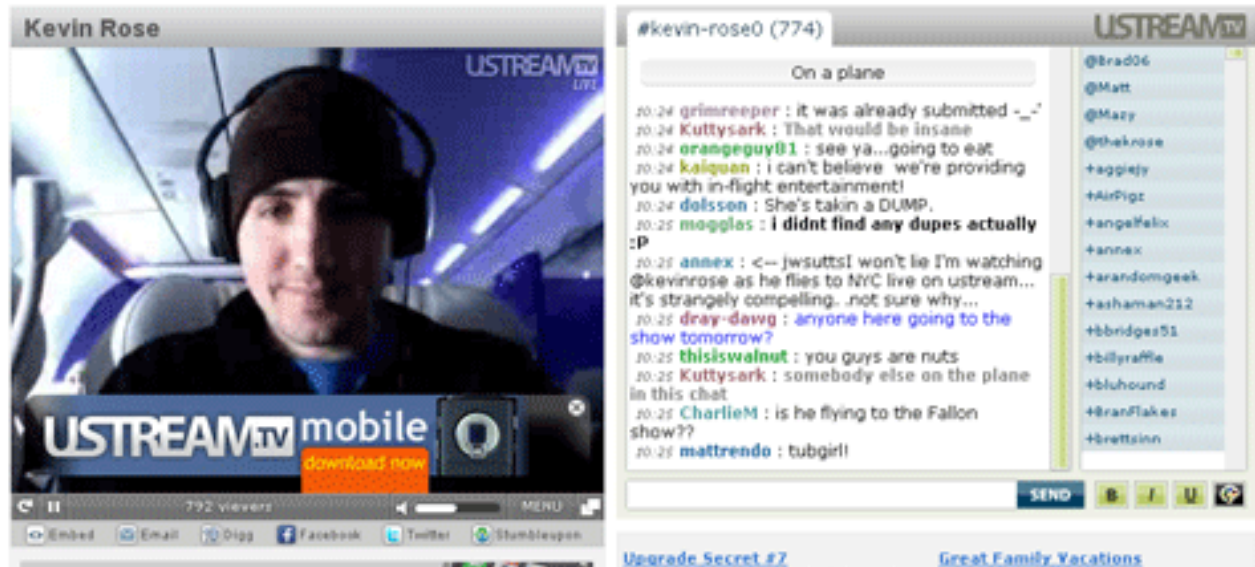 Kevin Rose
USTREAM.TV
LIVE
USTREAM.TV mobile
download now
792 viewers
MENU
Embed Email Digg Facebook Twitter Stumbleupon
#kevin-rose0 (774)
USTREAM.TV
On a plane
10:24 grimreeper : it was already submitted -_-'
10:24 Kuttysark : That would be insane
10:24 orangeguy01 : see ya...going to eat
10:24 kaiquan : i can't believe we're providing
you with in-flight entertainment!
10:24 dolsson : She's takin a DUMP.
10:25 mogglas : i didnt find any dupes actually
:P
10:25 annex : <-- jwsuttsI won't lie I'm watching
@kevinrose as he flies to NYC live on ustream...
it's strangely compelling. .not sure why...
10:25 dray-dawg : anyone here going to the
show tomorrow?
10:25 thisiswalnut : you guys are nuts
10:25 Kuttysark : somebody else on the plane
in this chat
10:25 CharlieM : is he flying to the Fallon
show??
10:25 mattrendo : tubgirl!
SEND B I U
@Brad06
@Matt
@Mazy
@thekrose
+aggiejy
+AirPigz
+angelfelix
+annex
+arandomgeek
+ashaman212
+bbridges51
+billyraffle
+bluhound
+BranFlakes
+brettsinn
Upgrade Secret #7
Great Family Vacations